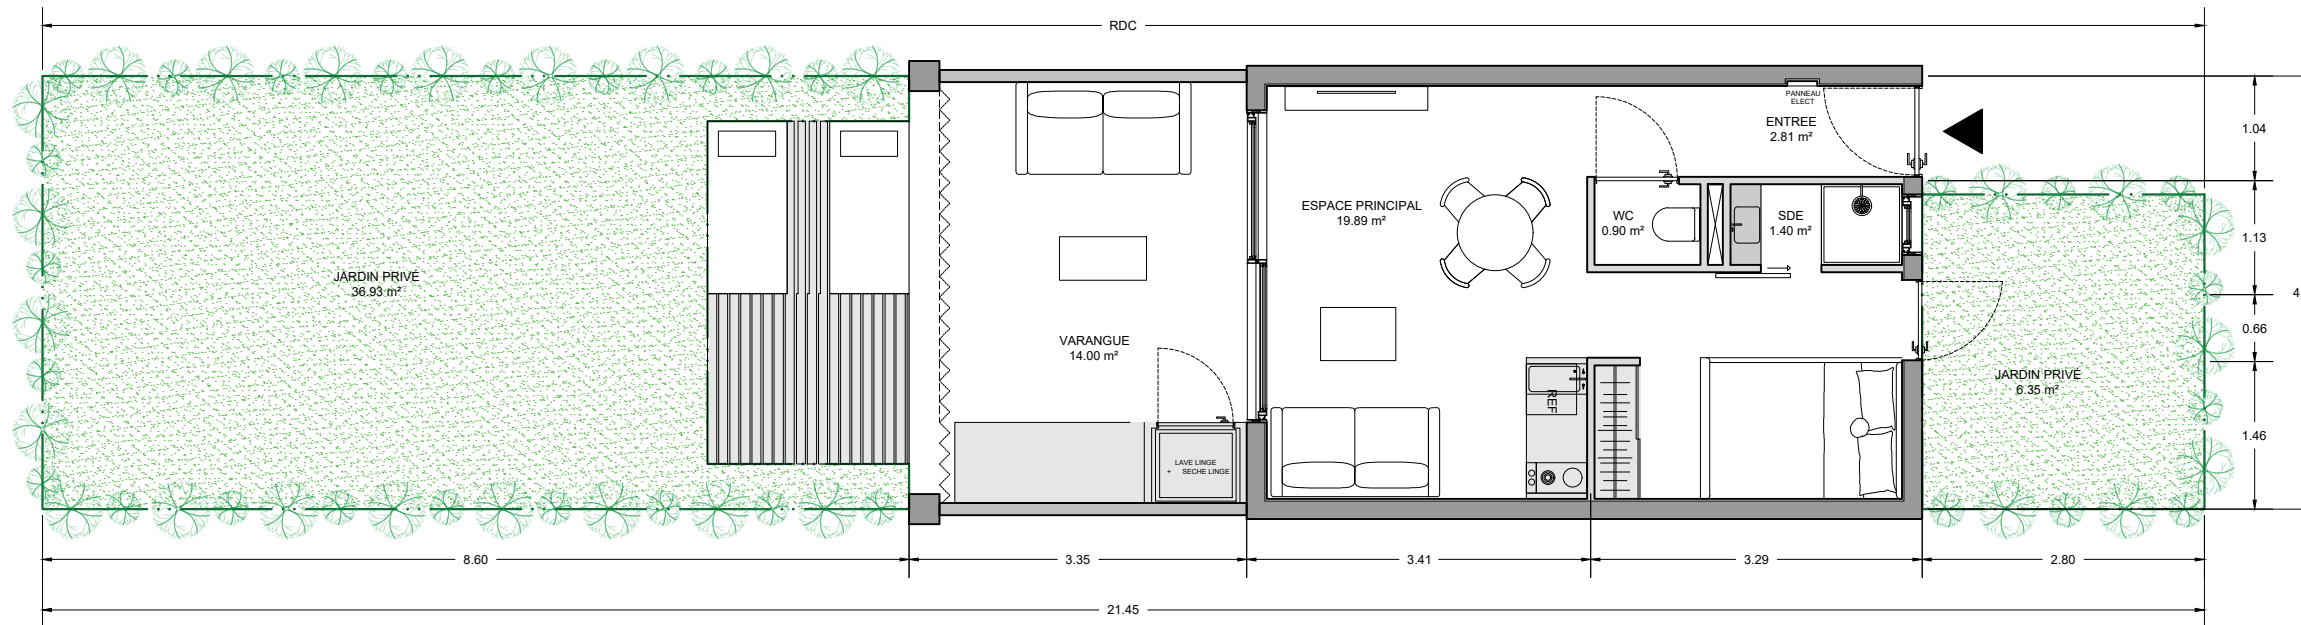 RDC
PANNEAU
ELECT
ENTREE
2.81 m²
1.04
ESPACE PRINCIPAL
19.89 m²
WC
0.90 m²
SDE
1.40 m²
1.13
JARDIN PRIVÉ
36.93 m²
4
0.66
VARANGUE
14.00 m²
REF
JARDIN PRIVÉ
6.35 m²
1.46
LAVE LINGE
+ SECHE LINGE
8.60
3.35
3.41
3.29
2.80
21.45